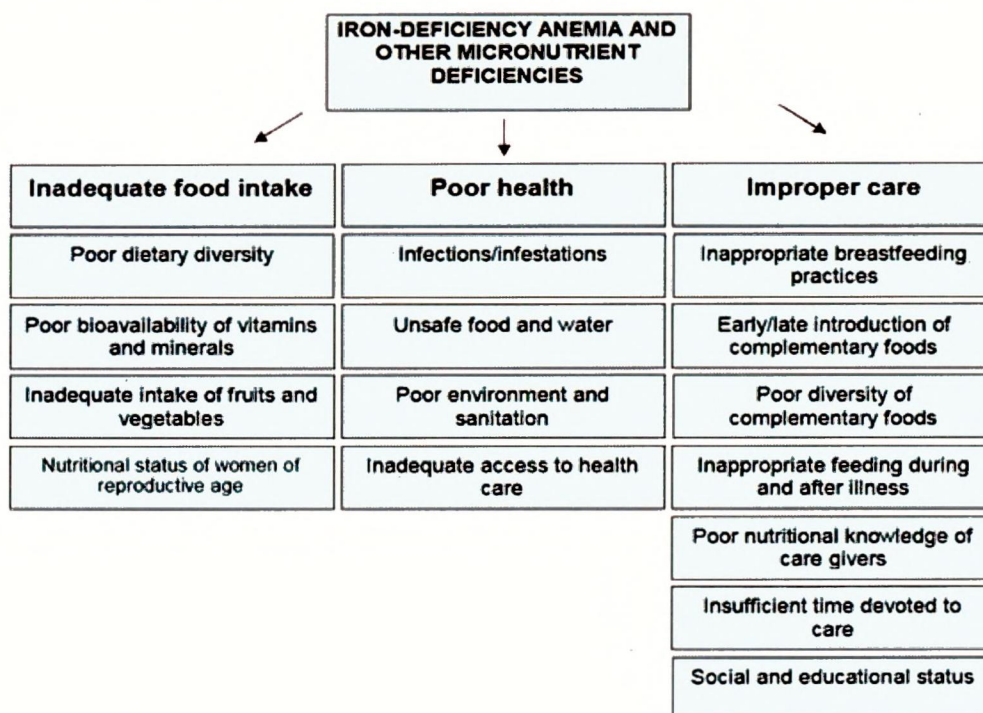 IRON-DEFICIENCY ANEMIA AND
OTHER MICRONUTRIENT
DEFICIENCIES
Inadequate food intake
Poor dietary diversity
Poor bioavailability of vitamins
and minerals
Inadequate intake of fruits and
vegetables
Nutritional status of women of
reproductive age
Poor health
Infections/infestations
Unsafe food and water
Poor environment and
sanitation
Inadequate access to health
care
Improper care
Inappropriate breastfeeding
practices
Early/late introduction of
complementary foods
Poor diversity of
complementary foods
Inappropriate feeding during
and after illness
Poor nutritional knowledge of
care givers
Insufficient time devoted to
care
Social and educational status